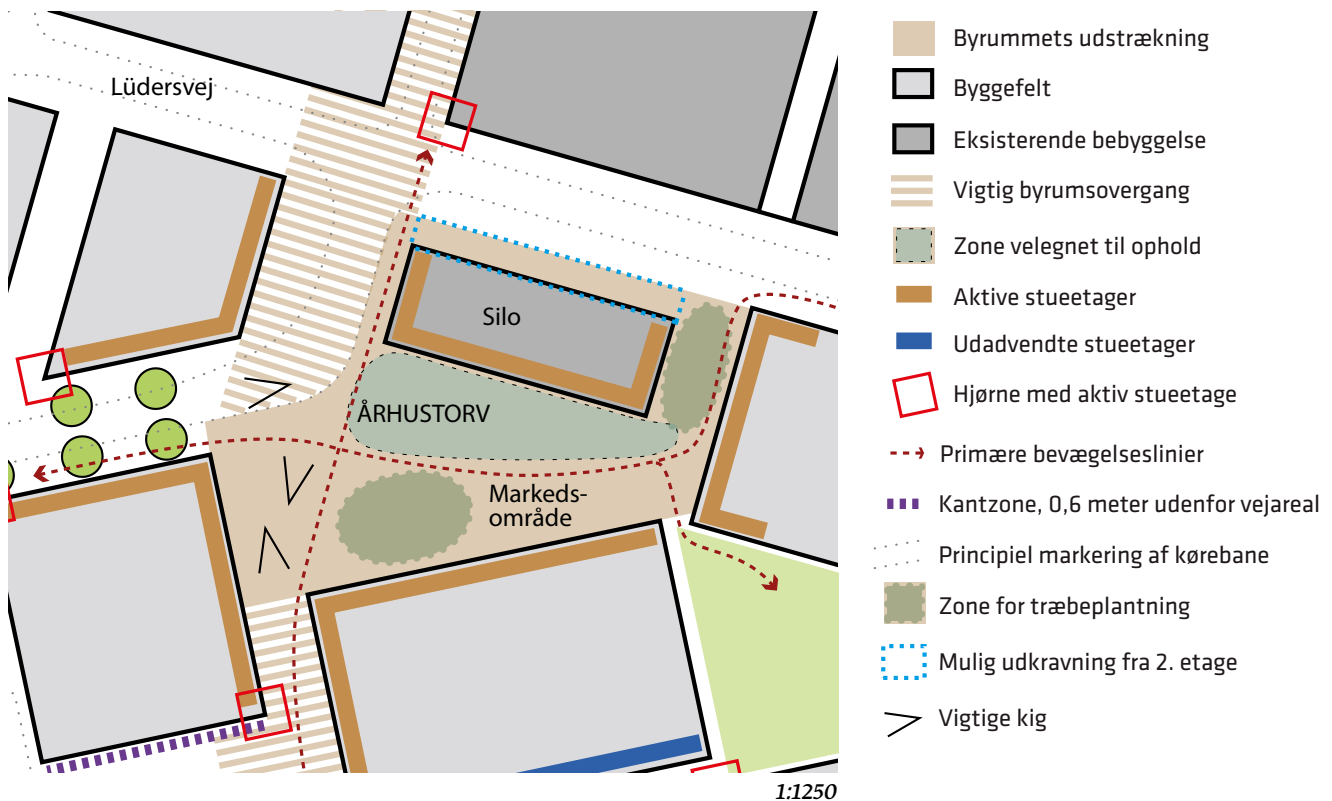 Lüdersvej
Silo
ÅRHUSTORV
Markeds-
område
Byrummets udstrækning
Byggefelt
Eksisterende bebyggelse
Vigtig byrumsovergang
Zone velegnet til ophold
Aktive stueetager
Udadvendte stueetager
Hjørne med aktiv stueetage
Primære bevægelseslinier
Kantzone, 0,6 meter udenfor vejareal
Principiel markering af kørebane
Zone for træbeplantning
Mulig udkravning fra 2. etage
Vigtige kig
1:1250